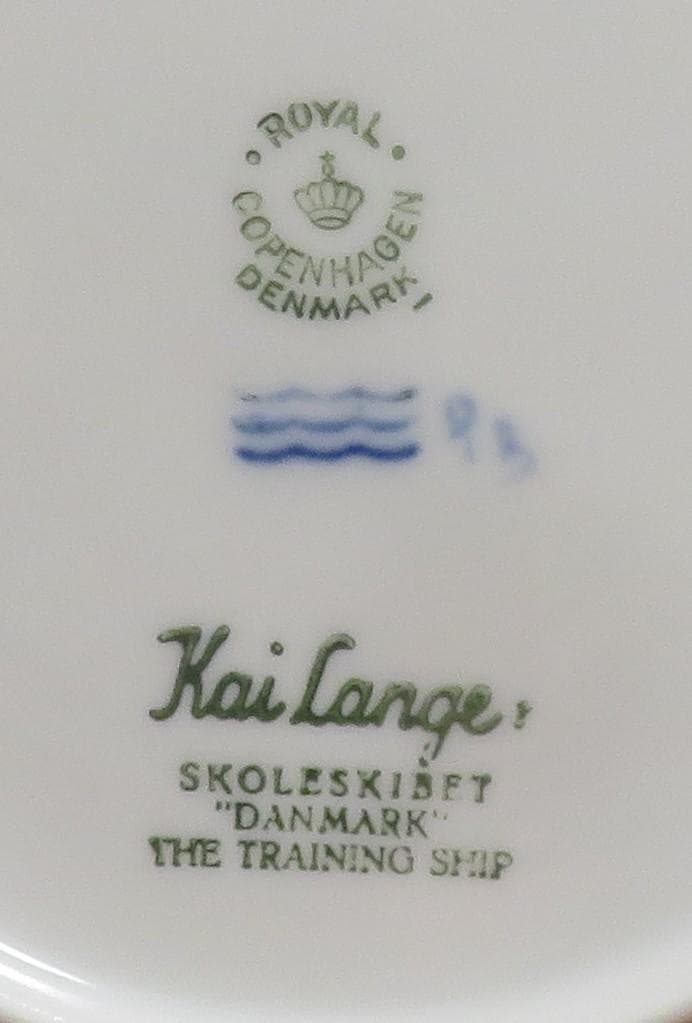 ROYAL
COPENHAGEN
DENMARK
Kai Lange
SKOLESKIBET
"DANMARK"
THE TRAINING SHIP